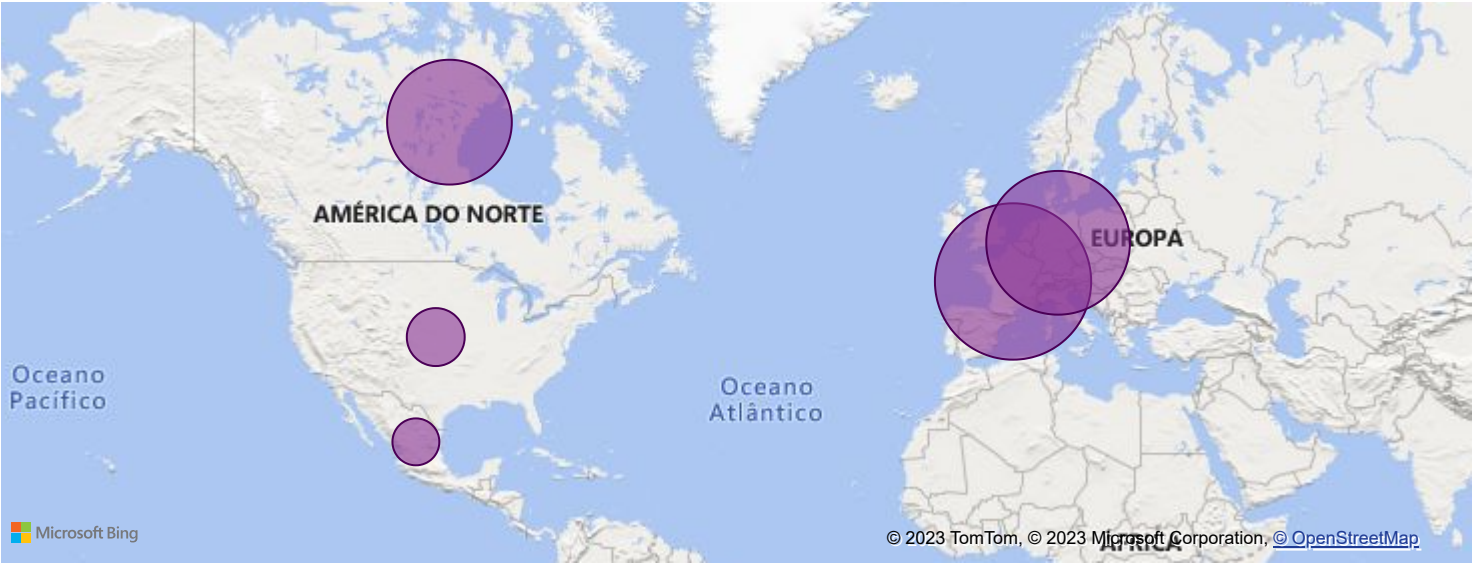 AMÉRICA DO NORTE
EUROPA
Oceano
Pacífico
Oceano
Atlântico
Microsoft Bing
© 2023 TomTom, © 2023 Microsoft Corporation, © OpenStreetMap
ÁFRICA